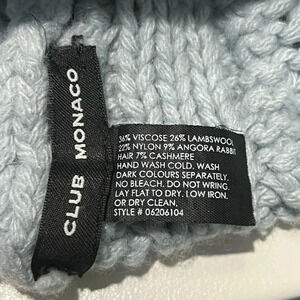 CLUB MONACO
36% VISCOSE 26% LAMBSWOOL
22% NYLON 9% ANGORA RABBIT
HAIR 7% CASHMERE
HAND WASH COLD. WASH
DARK COLOURS SEPARATELY.
NO BLEACH. DO NOT WRING.
LAY FLAT TO DRY. LOW IRON.
OR DRY CLEAN.
STYLE # 06206104